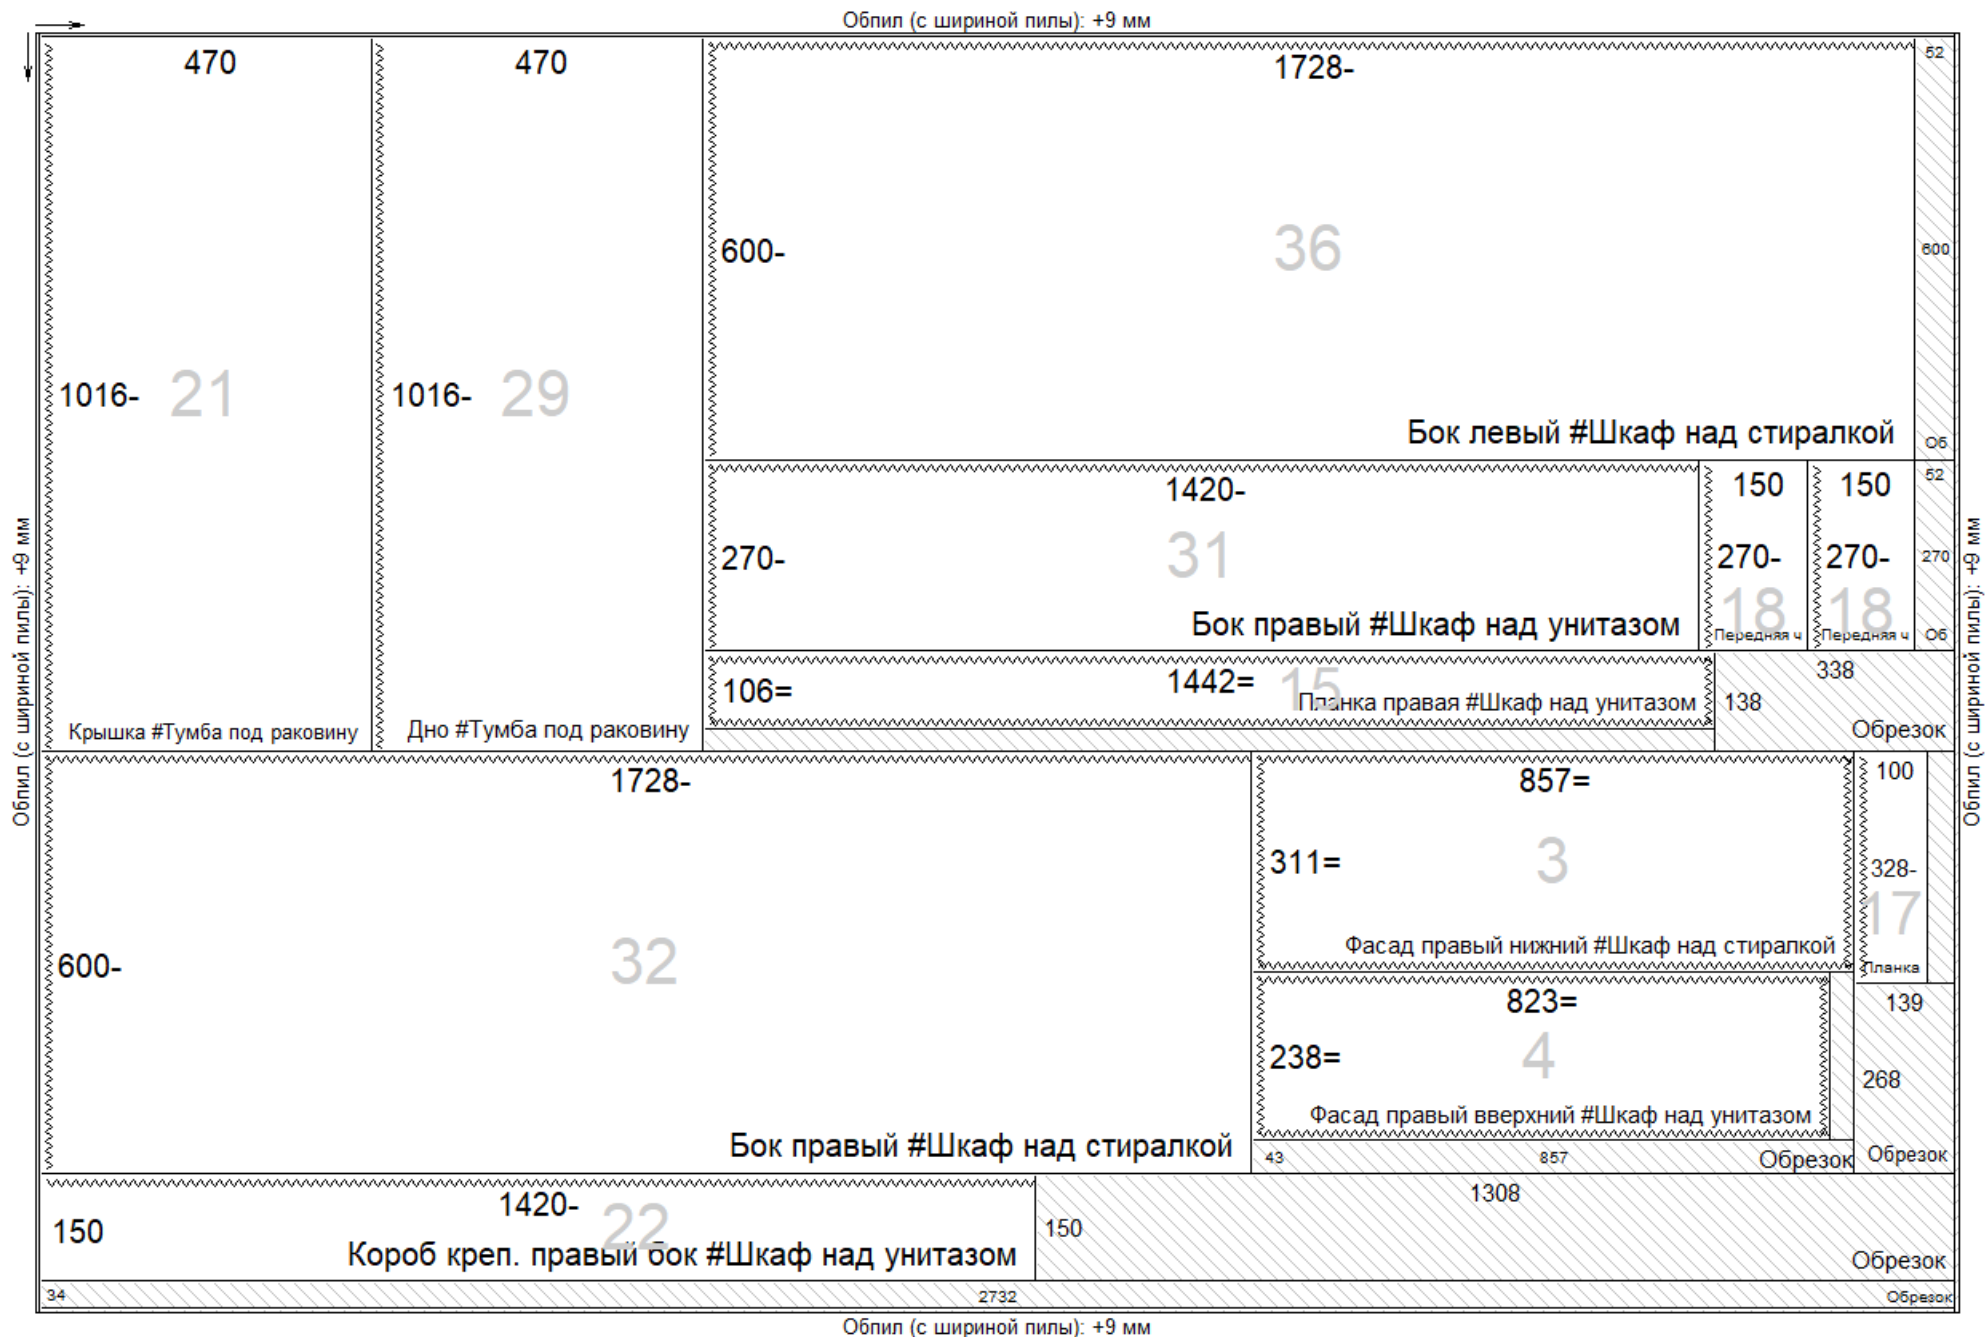 Обпил (с шириной пилы): +9 мм
Обпил (с шириной пилы): +9 мм
470
1016-
21
Крышка #Тумба под раковину
470
1016-
29
Дно #Тумба под раковину
1728-
600-
36
Бок левый #Шкаф над стиралкой
52
600
Об
1420-
270-
31
Бок правый #Шкаф над унитазом
150
270-
18
Передняя ч
150
270-
18
Передняя ч
52
270
Об
1442=
106=
15
Планка правая #Шкаф над унитазом
338
138
Обрезок
1728-
600-
32
Бок правый #Шкаф над стиралкой
857=
311=
3
Фасад правый нижний #Шкаф над стиралкой
100
328-
17
Планка
823=
238=
4
Фасад правый вверхний #Шкаф над унитазом
139
268
Обрезок
43
857
Обрезок
1420-
150
22
Короб креп. правый бок #Шкаф над унитазом
1308
150
Обрезок
34
2732
Обрезок
Обпил (с шириной пилы): +9 мм
Обпил (с шириной пилы): +9 мм